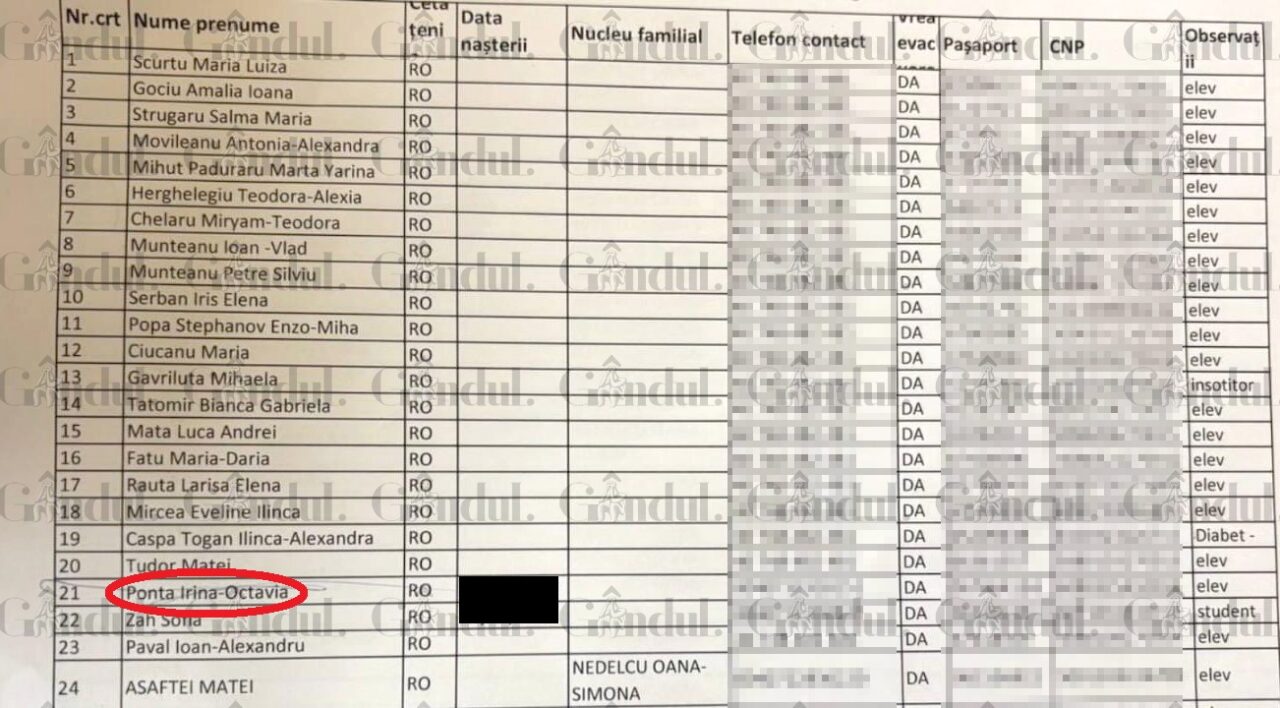 Nr.crt Nume prenume Ceta țeni Data nașterii Nucleu familial Telefon contact Vrea evac Pașaport CNP Observaț ii
1 Scurtu Maria Luiza RO DA elev
2 Gociu Amalia Ioana RO DA elev
3 Strugaru Salma Maria RO DA elev
4 Movileanu Antonia-Alexandra RO DA elev
5 Mihut Paduraru Marta Yarina RO DA elev
6 Herghelegiu Teodora-Alexia RO DA elev
7 Chelaru Miryam-Teodora RO DA elev
8 Munteanu Ioan -Vlad RO DA elev
9 Munteanu Petre Silviu RO DA elev
10 Serban Iris Elena RO DA elev
11 Popa Stephanov Enzo-Miha RO DA elev
12 Ciucanu Maria RO DA elev
13 Gavriluta Mihaela RO DA insotitor
14 Tatomir Bianca Gabriela RO DA elev
15 Mata Luca Andrei RO DA elev
16 Fatu Maria-Daria RO DA elev
17 Rauta Larisa Elena RO DA elev
18 Mircea Eveline Ilinca RO DA elev
19 Caspa Togan Ilinca-Alexandra RO DA Diabet -
20 Tudor Matei RO DA elev
21 Ponta Irina-Octavia RO DA elev
22 Zah Sofia RO DA student
23 Paval Ioan-Alexandru RO DA elev
24 ASAFTEI MATEI RO NEDELCU OANA-SIMONA DA elev
Gândul.